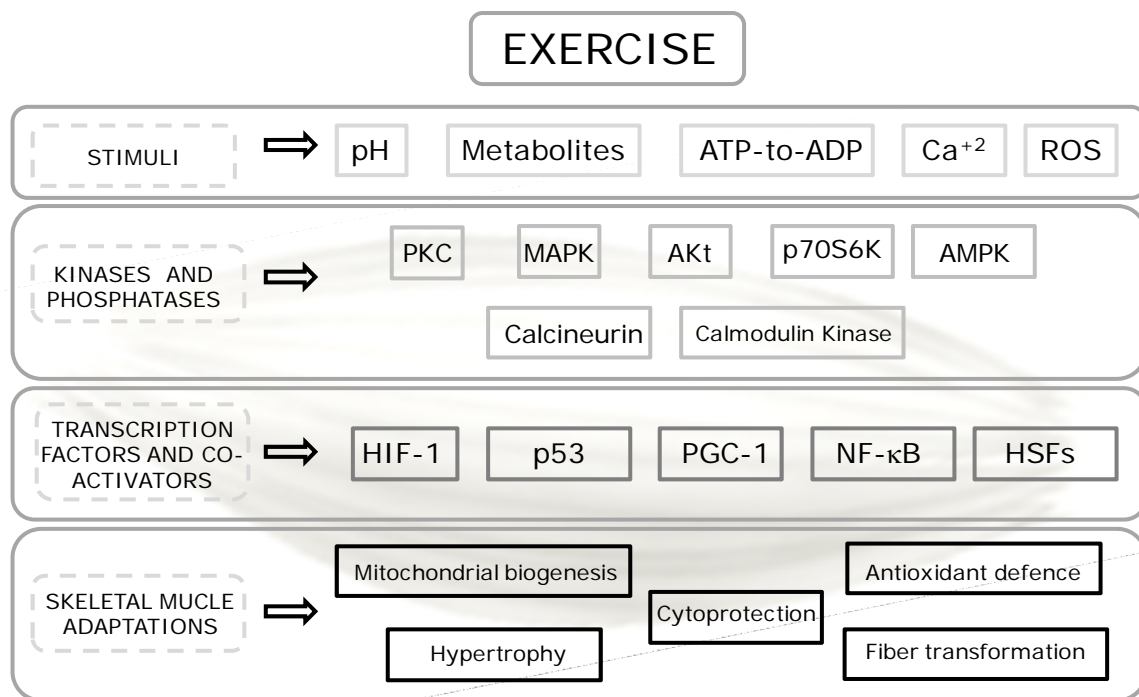 EXERCISE
STIMULI
pH
Metabolites
ATP-to-ADP
Ca⁺²
ROS
KINASES AND
PHOSPHATASES
PKC
MAPK
AKt
p70S6K
AMPK
Calcineurin
Calmodulin Kinase
TRANSCRIPTION
FACTORS AND CO-
ACTIVATORS
HIF-1
p53
PGC-1
NF-κB
HSFs
SKELETAL MUCLE
ADAPTATIONS
Mitochondrial biogenesis
Antioxidant defence
Cytoprotection
Hypertrophy
Fiber transformation